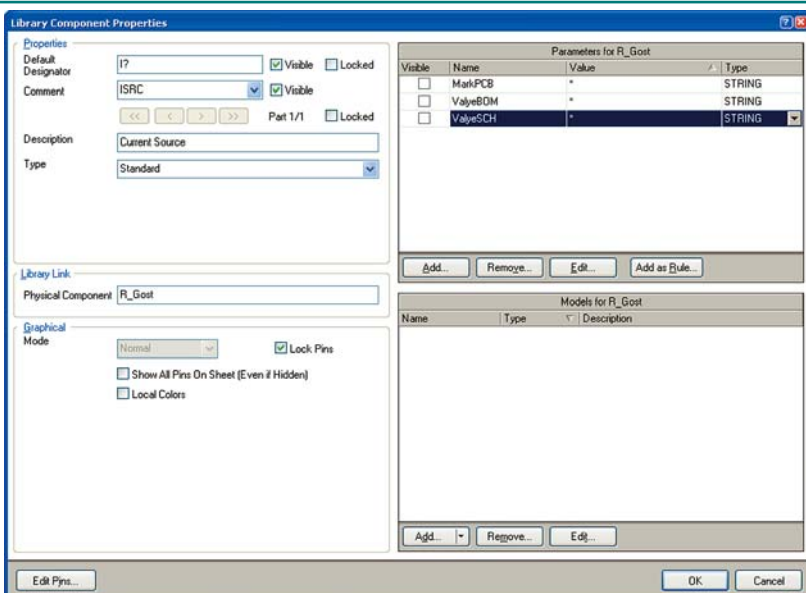 Library Component Properties
Properties
Default Designator I? Visible Locked
Comment ISRC Visible
<< < > >> Part 1/1 Locked
Description Current Source
Type Standard
Library Link
Physical Component R_Gost
Graphical
Mode Normal Lock Pins
Show All Pins On Sheet (Even if Hidden)
Local Colors
Edit Pins...
Parameters for R_Gost
Visible Name Value Type
MarkPCB * STRING
ValyeBOM * STRING
ValyeSCH * STRING
Add... Remove... Edit... Add as Rule...
Models for R_Gost
Name Type Description
Add... Remove... Edit...
OK Cancel